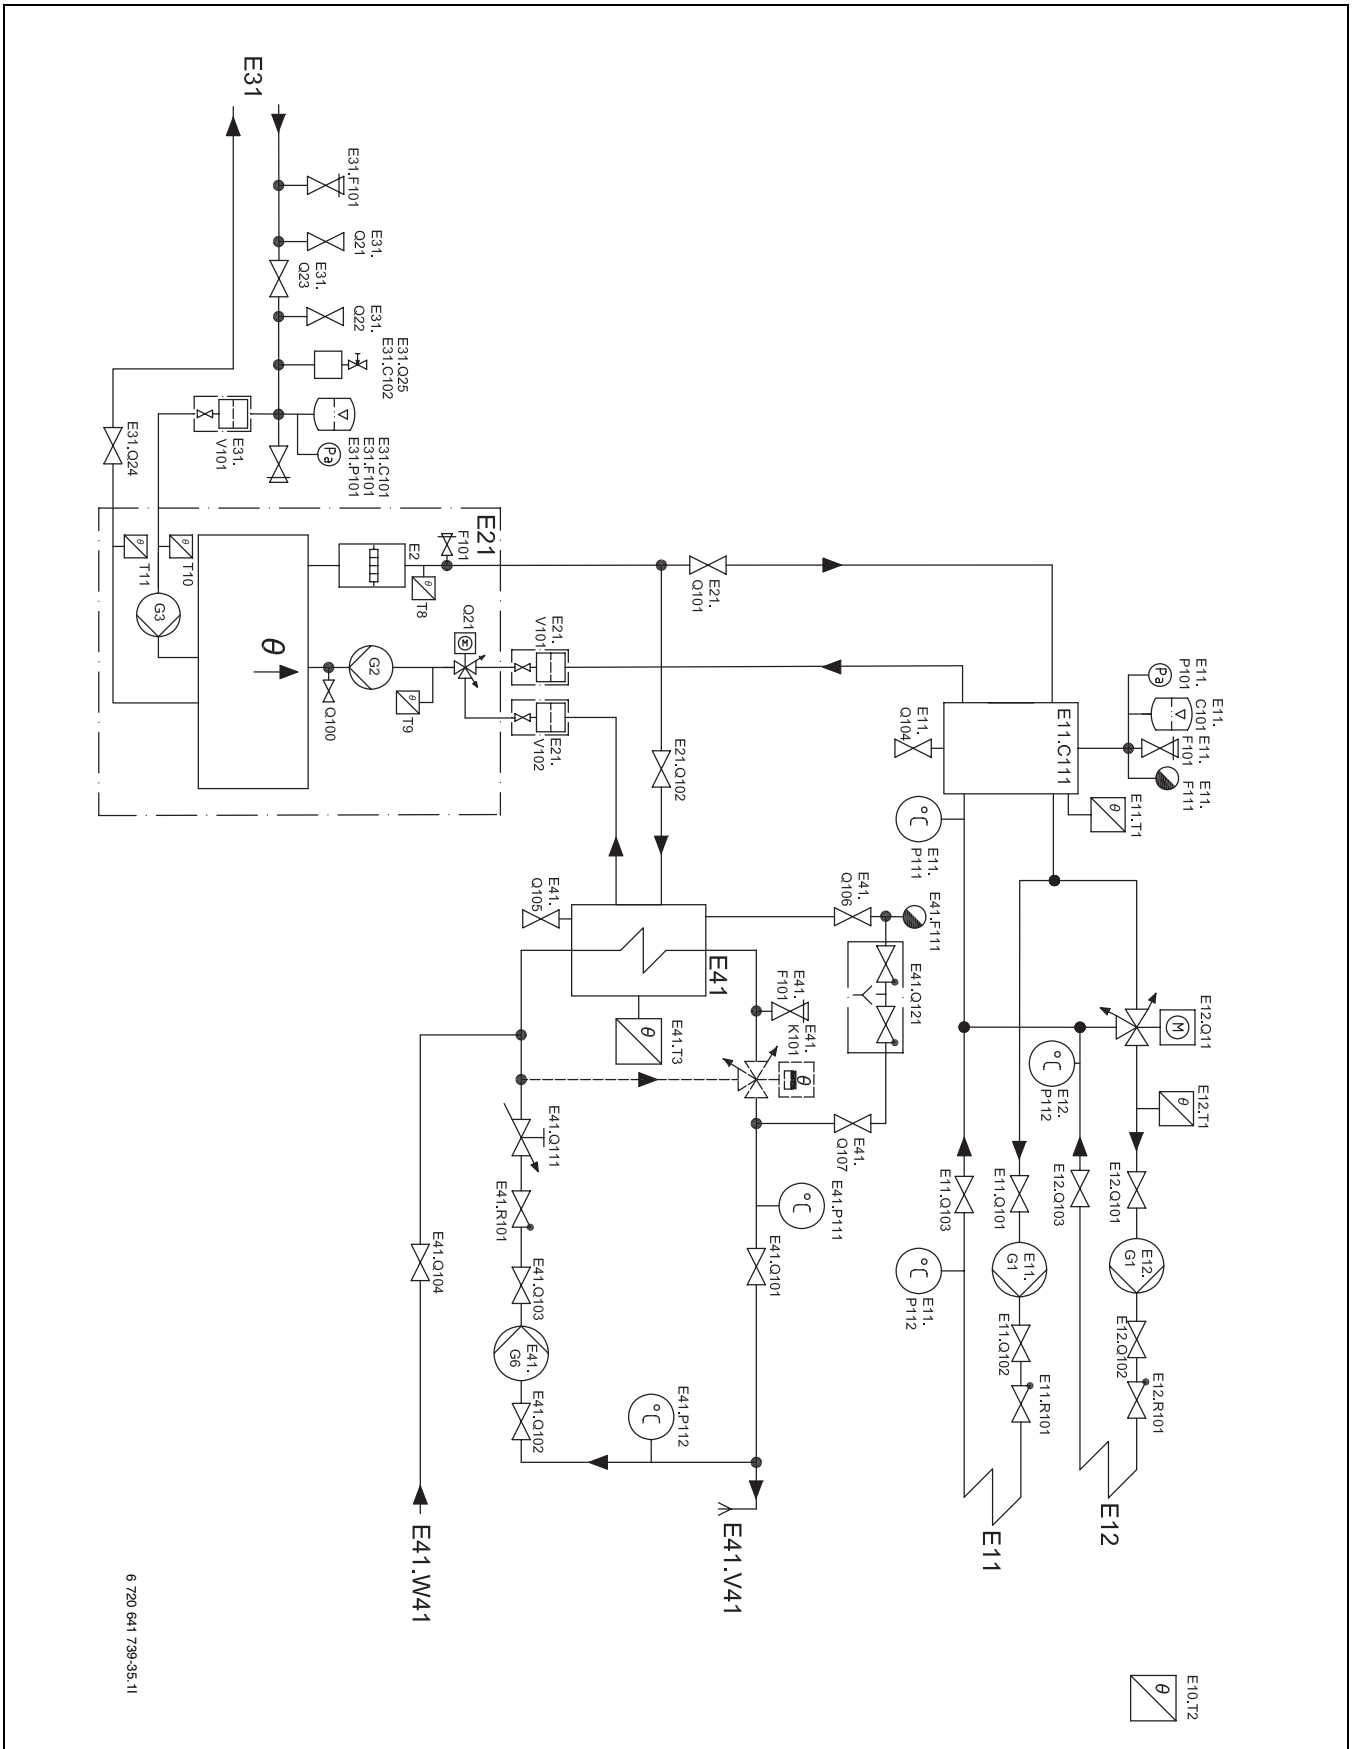 E10.T2
E12.Q11
M
E12.T1
θ
E12.
P112
°C
E12.Q101
E12.Q103
E12.
G1
E12.Q102
E12.R101
E12
E11.Q101
E11.Q103
E11.
G1
E11.
P112
°C
E11.Q102
E11.R101
E11
E11.
P101
Pa
E11.
C101
E11.
F101
E11.
F111
E11.C111
E11.T1
θ
E11.
Q104
E11.
P111
°C
E41.
Q106
E41.F111
E41.Q121
E41.
Q107
E41.
F101
E41.
K101
θ
E41
E41.T3
θ
E41.
Q105
E41.P111
°C
E41.Q101
E41.Q111
E41.R101
E41.Q103
E41.
G6
E41.Q102
E41.P112
°C
E41.V41
E41.Q104
E41.W41
E21.
Q101
E21.Q102
E21.
V101
E21.
V102
E21
F101
E2
T8
θ
Q21
M
G2
T9
θ
Q100
θ
T10
θ
T11
θ
G3
E31
E31.F101
E31.
Q21
E31.
Q23
E31.
Q22
E31.Q25
E31.C102
E31.C101
E31.F101
E31.P101
Pa
E31.
V101
E31.Q24
θ
6 720 641 739-35.1I